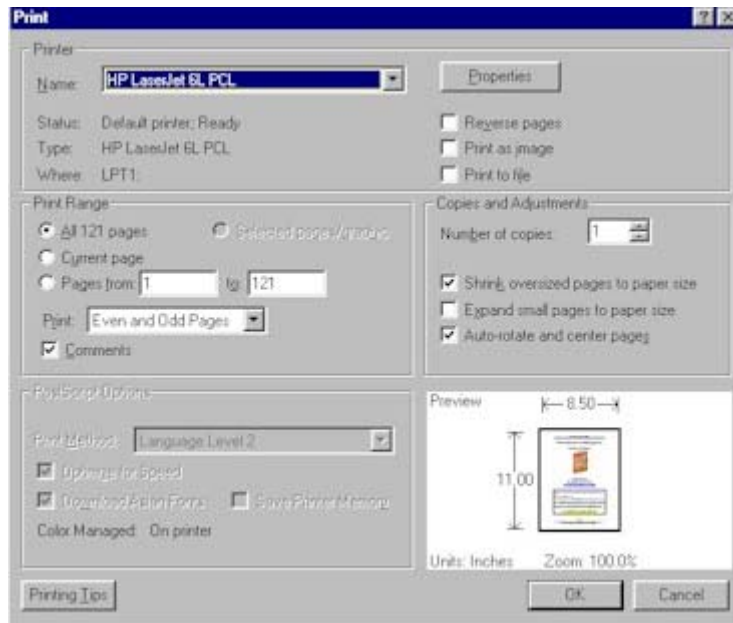 Print
Printer
Name: HP LaserJet 6L PCL
Properties
Status: Default printer; Ready
Type: HP LaserJet 6L PCL
Where: LPT1:
Reverse pages
Print as image
Print to file
Print Range
All 121 pages
Selected pages/graphic
Current page
Pages from: 1 to: 121
Print: Even and Odd Pages
Comments
Copies and Adjustments
Number of copies: 1
Shrink oversized pages to paper size
Expand small pages to paper size
Auto-rotate and center pages
PostScript Options
Print Method: Language Level 2
Optimize for Speed
Download Asian Fonts
Save Printer Memory
Color Managed: On printer
Preview
8.50
11.00
Units: Inches Zoom: 100.0%
Printing Tips
OK
Cancel